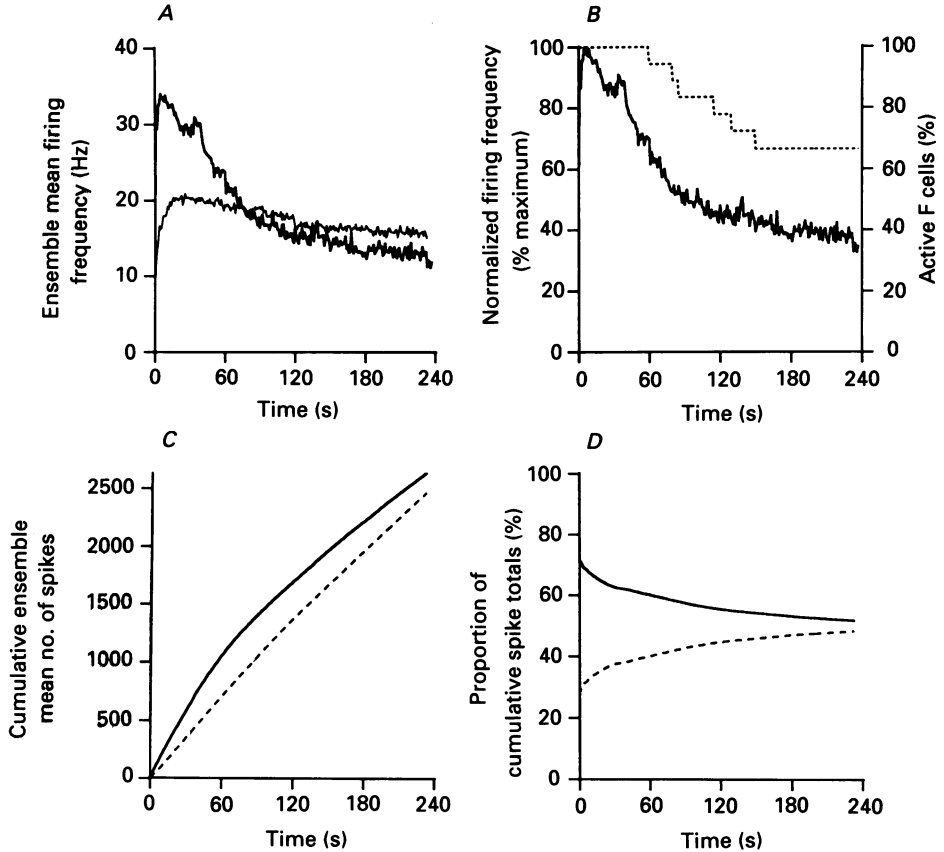 A
Ensemble mean firing
frequency (Hz)
40
30
20
10
0
0 60 120 180 240
Time (s)
B
Normalized firing frequency
(% maximum)
100
80
60
40
20
0
0 60 120 180 240
Time (s)
100
80
60
40
20
0
Active F cells (%)
C
Cumulative ensemble
mean no. of spikes
2500
2000
1500
1000
500
0
0 60 120 180 240
Time (s)
D
Proportion of
cumulative spike totals (%)
100
80
60
40
20
0
0 60 120 180 240
Time (s)